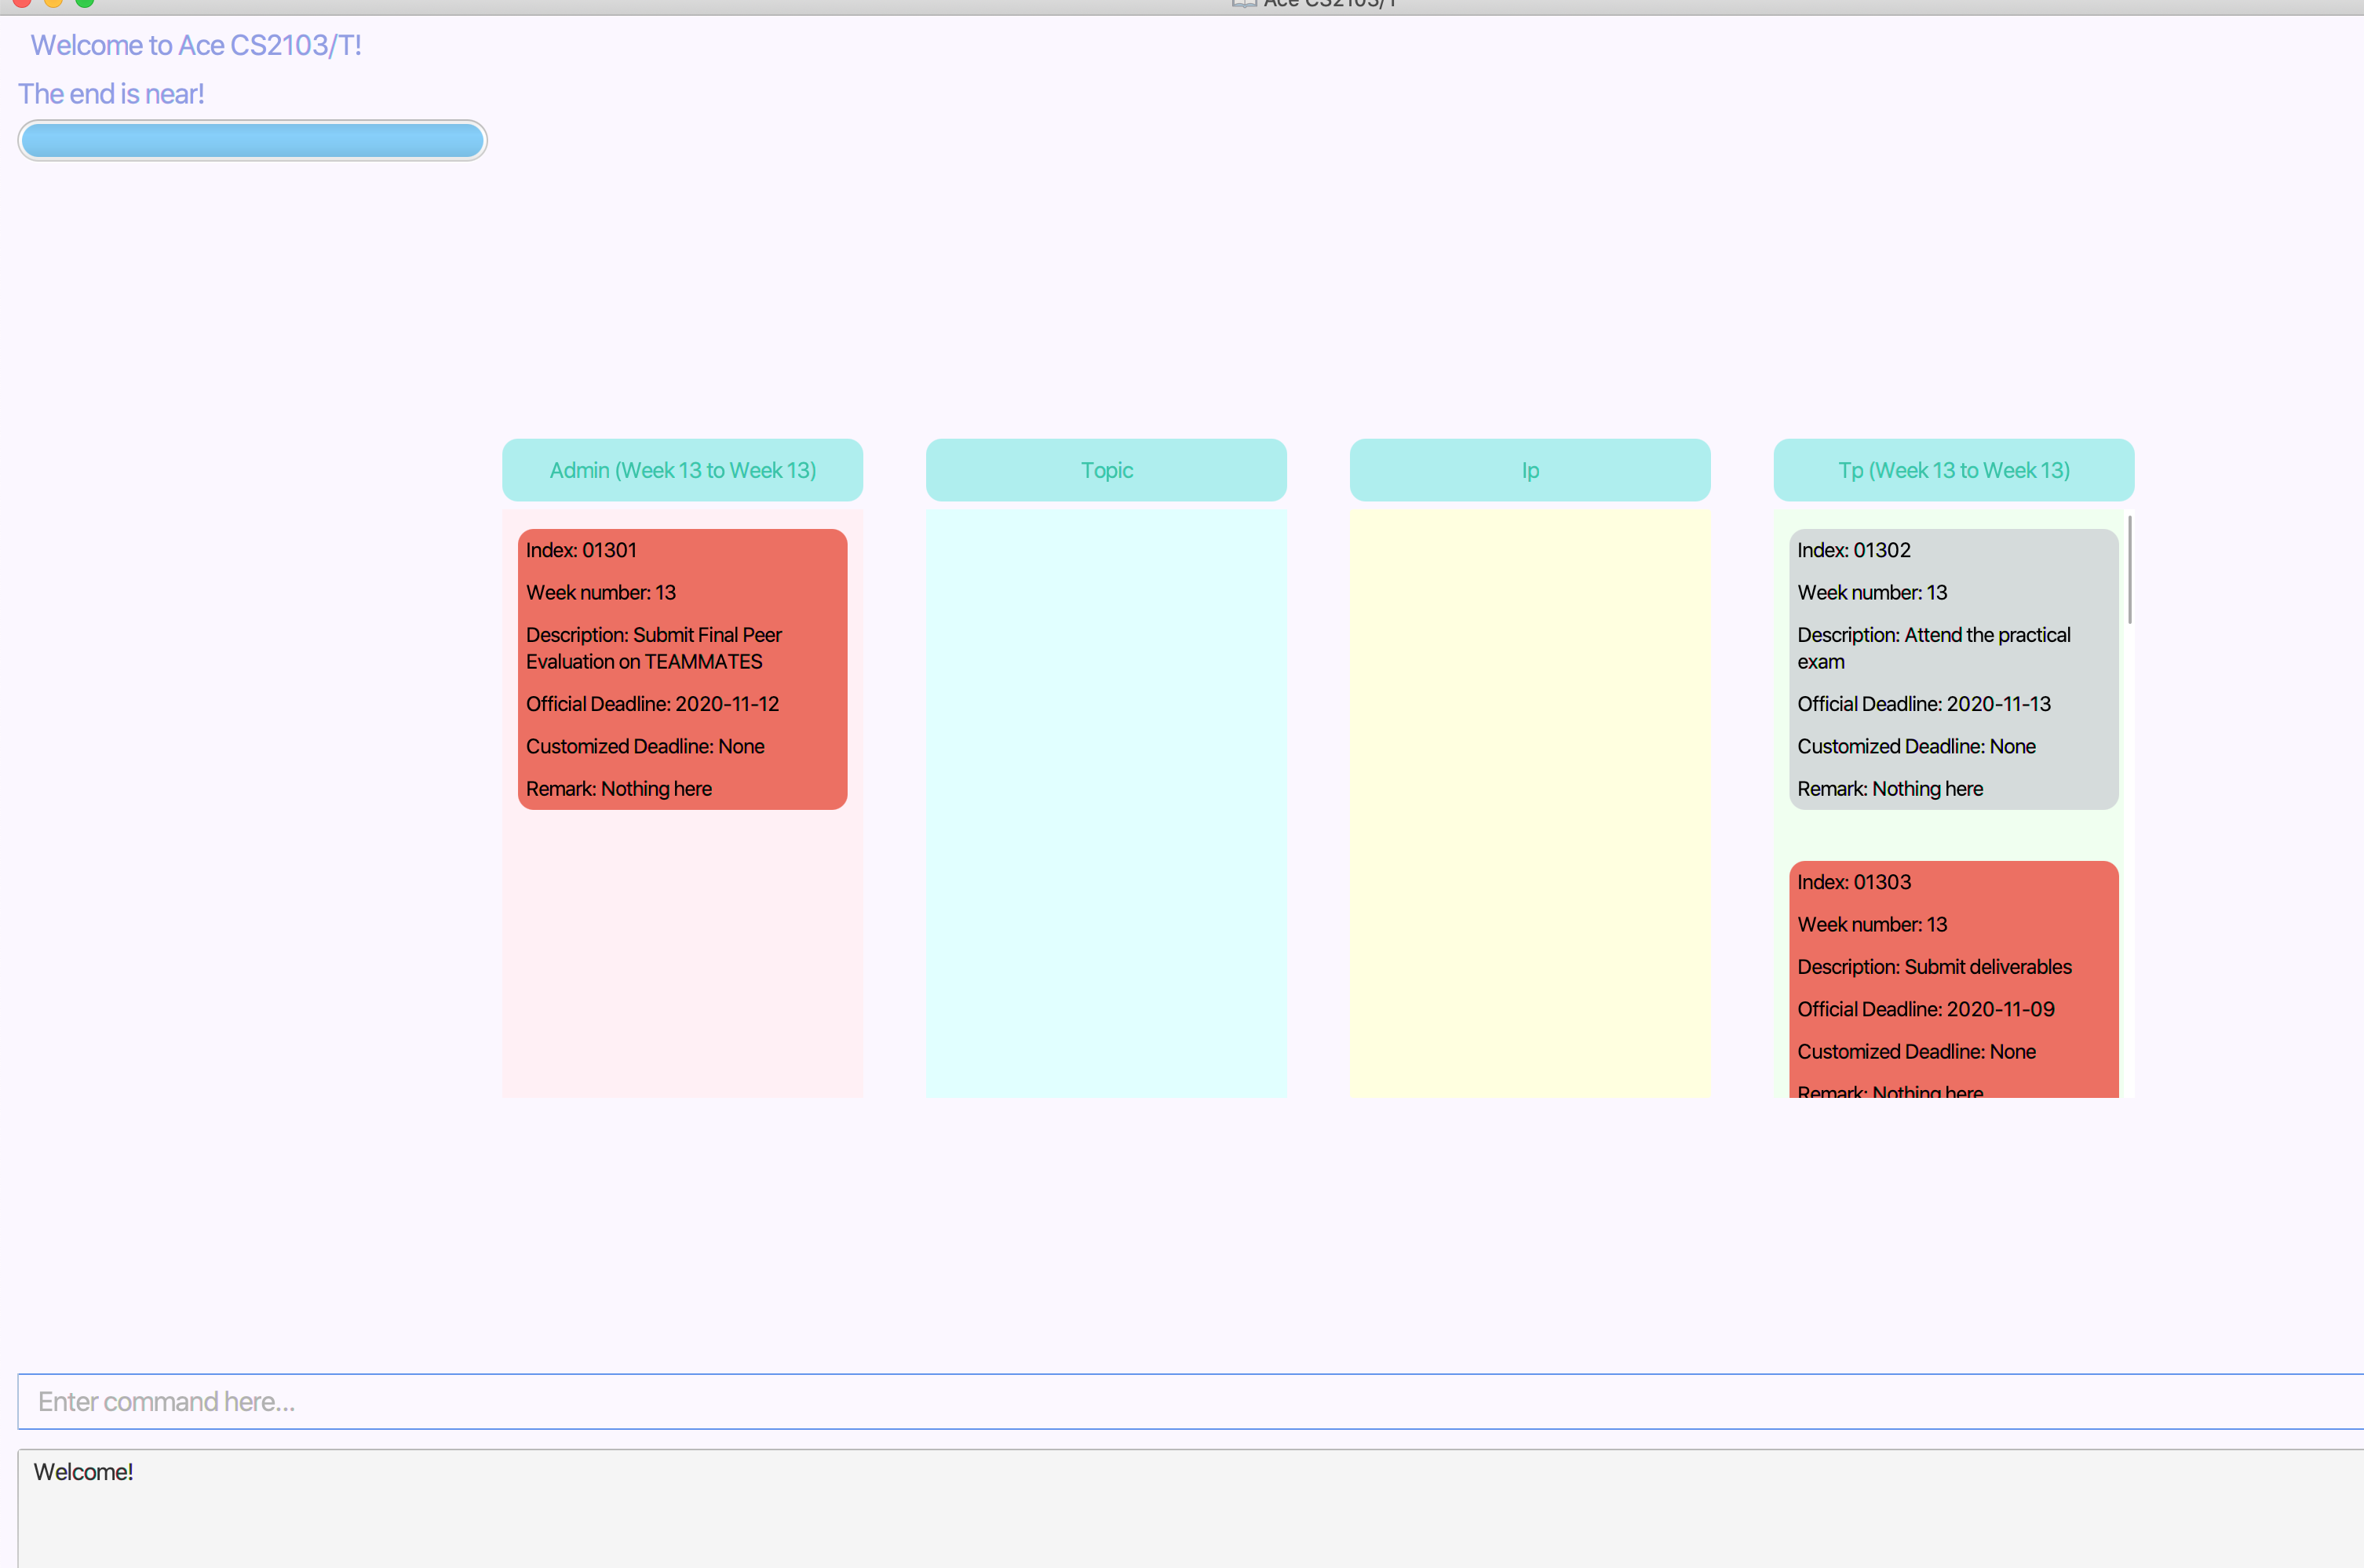 Ace CS2103/T
Welcome to Ace CS2103/T!
The end is near!
Admin (Week 13 to Week 13)
Topic
Ip
Tp (Week 13 to Week 13)
Index: 01301
Week number: 13
Description: Submit Final Peer
Evaluation on TEAMMATES
Official Deadline: 2020-11-12
Customized Deadline: None
Remark: Nothing here
Index: 01302
Week number: 13
Description: Attend the practical
exam
Official Deadline: 2020-11-13
Customized Deadline: None
Remark: Nothing here
Index: 01303
Week number: 13
Description: Submit deliverables
Official Deadline: 2020-11-09
Customized Deadline: None
Remark: Nothing here
Enter command here...
Welcome!